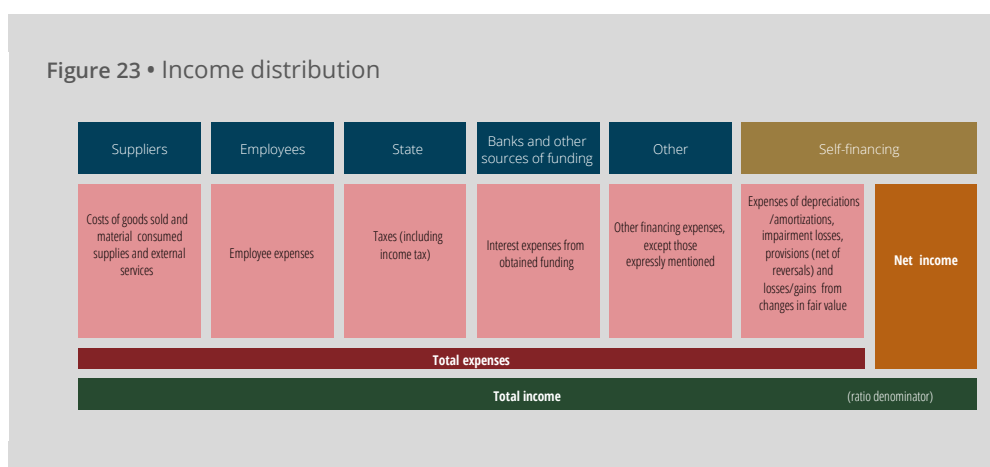 Figure 23 • Income distribution
Suppliers
Employees
State
Banks and other
sources of funding
Other
Self-financing
Costs of goods sold and
material consumed
supplies and external
services
Employee expenses
Taxes (including
income tax)
Interest expenses from
obtained funding
Other financing expenses,
except those
expressly mentioned
Expenses of depreciations
/amortizations,
impairment losses,
provisions (net of
reversals) and
losses/gains from
changes in fair value
Net income
Total expenses
Total income
(ratio denominator)